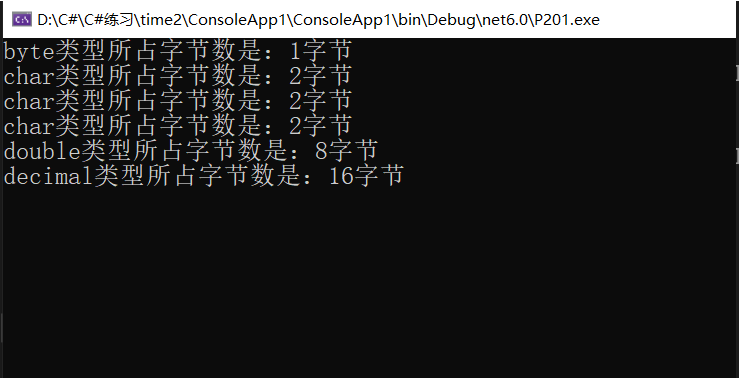 D:\C#\C#练习\time2\ConsoleApp1\ConsoleApp1\bin\Debug\net6.0\P201.exe
byte类型所占字节数是：1字节
char类型所占字节数是：2字节
char类型所占字节数是：2字节
char类型所占字节数是：2字节
double类型所占字节数是：8字节
decimal类型所占字节数是：16字节